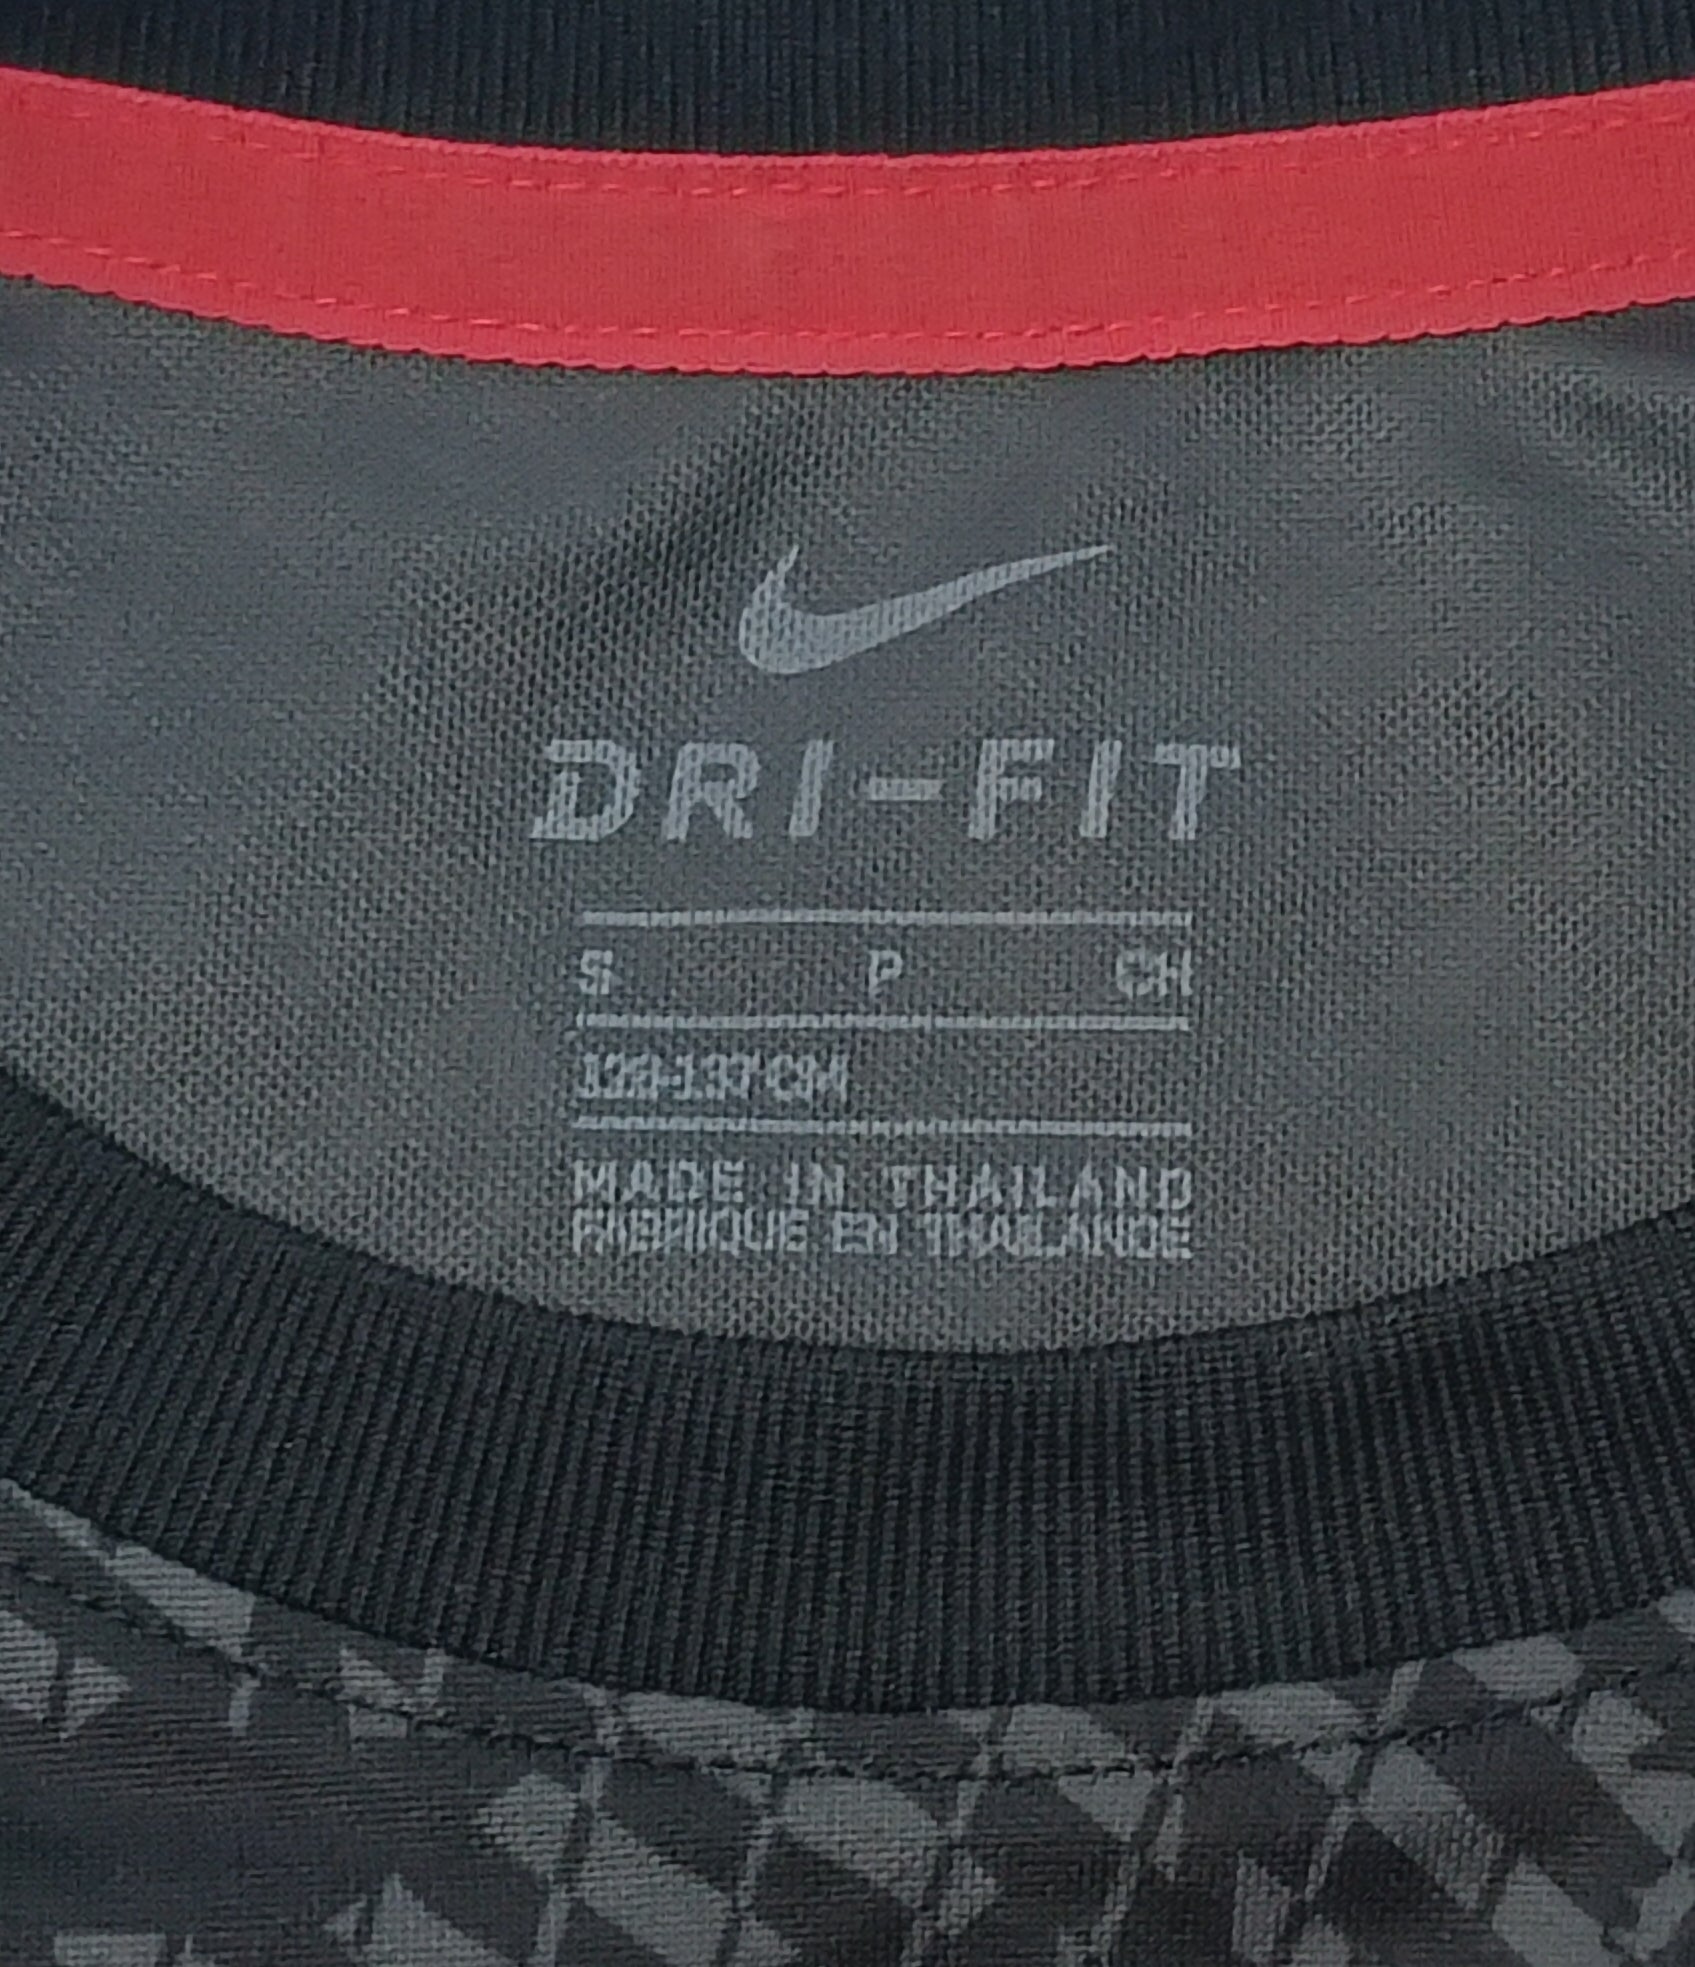 DRI-FIT
S P CH
128-137 CM
MADE IN THAILAND
FABRIQUE EN THAILANDE